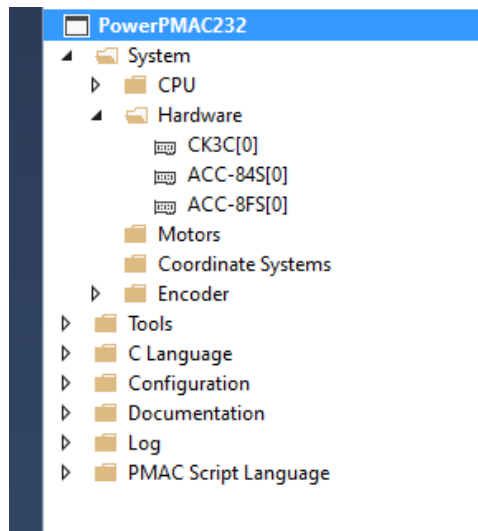 PowerPMAC232
System
CPU
Hardware
CK3C[0]
ACC-84S[0]
ACC-8FS[0]
Motors
Coordinate Systems
Encoder
Tools
C Language
Configuration
Documentation
Log
PMAC Script Language